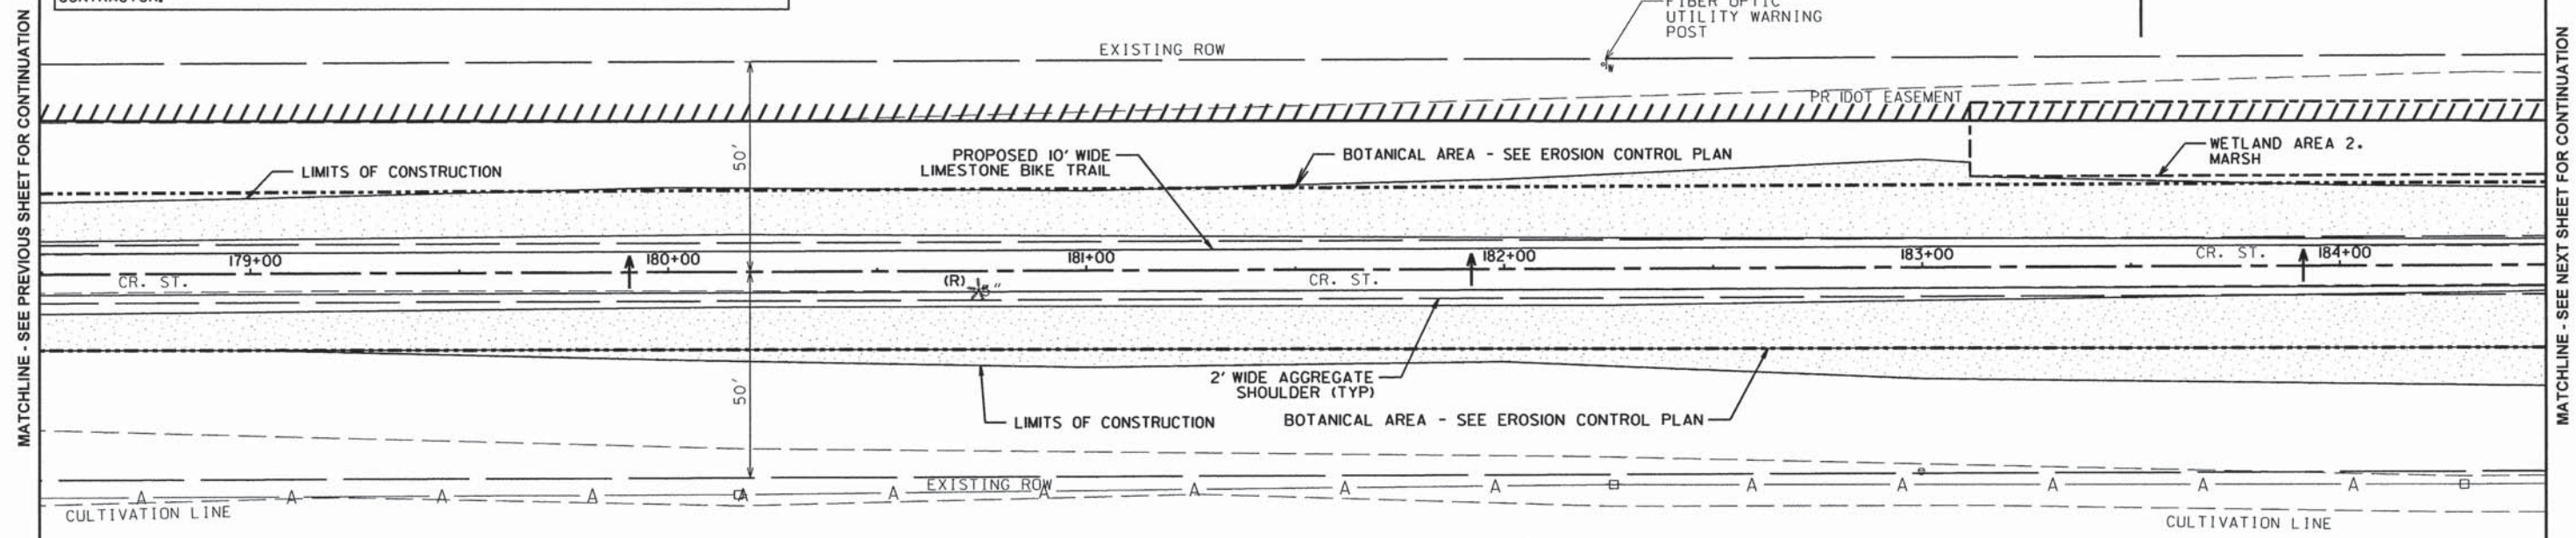 CONTRACTOR.
FIBER OPTIC
UTILITY WARNING
POST
EXISTING ROW
MATCHLINE - SEE PREVIOUS SHEET FOR CONTINUATION
MATCHLINE - SEE NEXT SHEET FOR CONTINUATION
PR IDOT EASEMENT
50'
PROPOSED 10' WIDE
LIMESTONE BIKE TRAIL
BOTANICAL AREA - SEE EROSION CONTROL PLAN
WETLAND AREA 2.
MARSH
LIMITS OF CONSTRUCTION
179+00
180+00
181+00
182+00
183+00
CR. ST.
184+00
CR. ST.
(R)
CR. ST.
50'
2' WIDE AGGREGATE
SHOULDER (TYP)
LIMITS OF CONSTRUCTION
BOTANICAL AREA - SEE EROSION CONTROL PLAN
EXISTING ROW
A A A A A A A A A A A A A A A
CULTIVATION LINE
CULTIVATION LINE